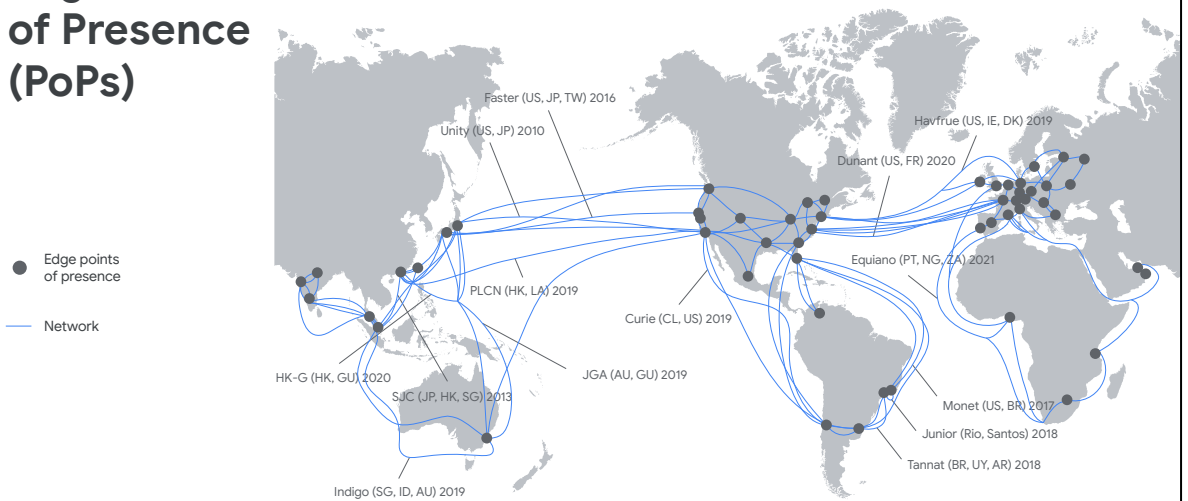 of Presence
(PoPs)
Faster (US, JP, TW) 2016
Unity (US, JP) 2010
Havfrue (US, IE, DK) 2019
Dunant (US, FR) 2020
Edge points
of presence
Equiano (PT, NG, ZA) 2021
PLCN (HK, LA) 2019
Network
Curie (CL, US) 2019
HK-G (HK, GU) 2020
JGA (AU, GU) 2019
SJC (JP, HK, SG) 2013
Monet (US, BR) 2017
Junior (Rio, Santos) 2018
Tannat (BR, UY, AR) 2018
Indigo (SG, ID, AU) 2019